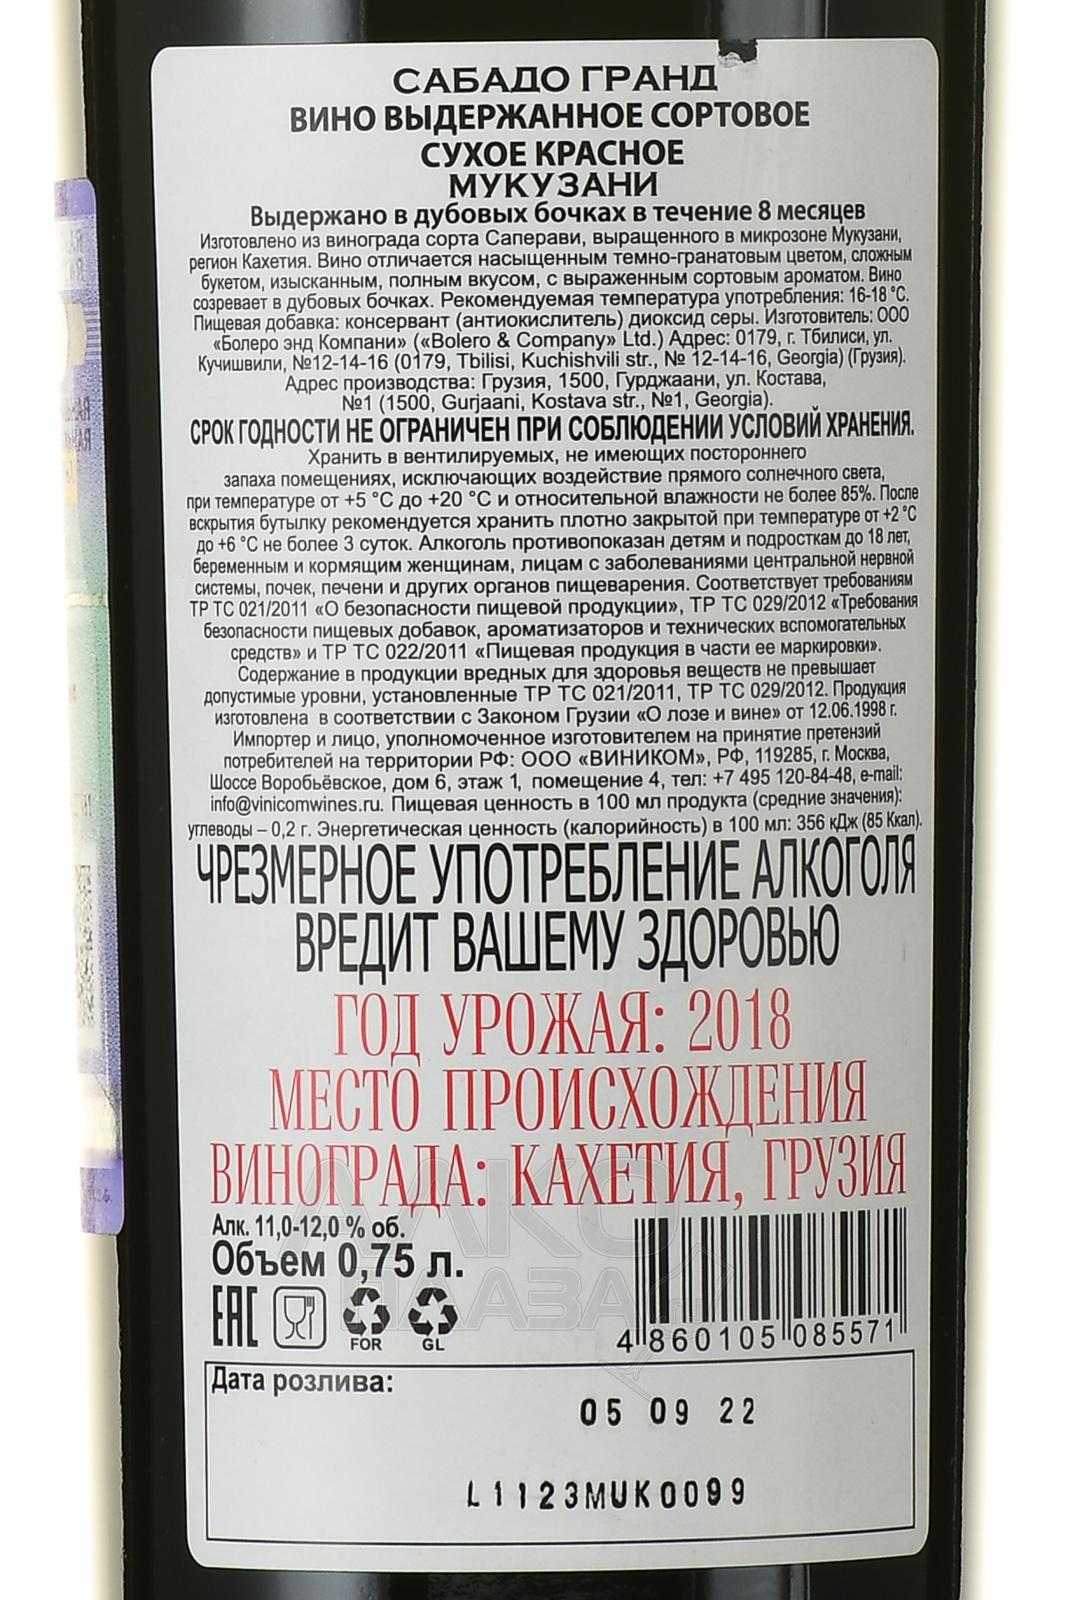 САБАДО ГРАНД
ВИНО ВЫДЕРЖАННОЕ СОРТОВОЕ
СУХОЕ КРАСНОЕ
МУКУЗАНИ
Выдержано в дубовых бочках в течение 8 месяцев
Изготовлено из винограда сорта Саперави, выращенного в микрозоне Мукузани,
регион Кахетия. Вино отличается насыщенным темно-гранатовым цветом, сложным
букетом, изысканным, полным вкусом, с выраженным сортовым ароматом. Вино
созревает в дубовых бочках. Рекомендуемая температура употребления: 16-18 °С.
Пищевая добавка: консервант (антиокислитель) диоксид серы. Изготовитель: ООО
«Болеро энд Компани» («Bolero & Company» Ltd.) Адрес: 0179, г. Тбилиси, ул.
Кучишвили, №12-14-16 (0179, Tbilisi, Kuchishvili str., № 12-14-16, Georgia) (Грузия).
Адрес производства: Грузия, 1500, Гурджаани, ул. Костава,
№1 (1500, Gurjaani, Kostava str., №1, Georgia).
СРОК ГОДНОСТИ НЕ ОГРАНИЧЕН ПРИ СОБЛЮДЕНИИ УСЛОВИЙ ХРАНЕНИЯ.
Хранить в вентилируемых, не имеющих постороннего
запаха помещениях, исключающих воздействие прямого солнечного света,
при температуре от +5 °С до +20 °С и относительной влажности не более 85%. После
вскрытия бутылку рекомендуется хранить плотно закрытой при температуре от +2 °С
до +6 °С не более 3 суток. Алкоголь противопоказан детям и подросткам до 18 лет,
беременным и кормящим женщинам, лицам с заболеваниями центральной нервной
системы, почек, печени и других органов пищеварения. Соответствует требованиям
ТР ТС 021/2011 «О безопасности пищевой продукции», ТР ТС 029/2012 «Требования
безопасности пищевых добавок, ароматизаторов и технических вспомогательных
средств» и ТР ТС 022/2011 «Пищевая продукция в части ее маркировки».
Содержание в продукции вредных для здоровья веществ не превышает
допустимые уровни, установленные ТР ТС 021/2011, ТР ТС 029/2012. Продукция
изготовлена в соответствии с Законом Грузии «О лозе и вине» от 12.06.1998 г.
Импортер и лицо, уполномоченное изготовителем на принятие претензий
потребителей на территории РФ: ООО «ВИНИКОМ», РФ, 119285, г. Москва,
Шоссе Воробьёвское, дом 6, этаж 1, помещение 4, тел: +7 495 120-84-48, e-mail:
info@vinicomwines.ru. Пищевая ценность в 100 мл продукта (средние значения):
углеводы – 0,2 г. Энергетическая ценность (калорийность) в 100 мл: 356 кДж (85 Ккал).
ЧРЕЗМЕРНОЕ УПОТРЕБЛЕНИЕ АЛКОГОЛЯ
ВРЕДИТ ВАШЕМУ ЗДОРОВЬЮ
ГОД УРОЖАЯ: 2018
МЕСТО ПРОИСХОЖДЕНИЯ
ВИНОГРАДА: КАХЕТИЯ, ГРУЗИЯ
Алк. 11,0-12,0 % об.
Объем 0,75 л.
EAC
FOR
GL
4 860105 085571
Дата розлива:
05 09 22
L1123MUK0099